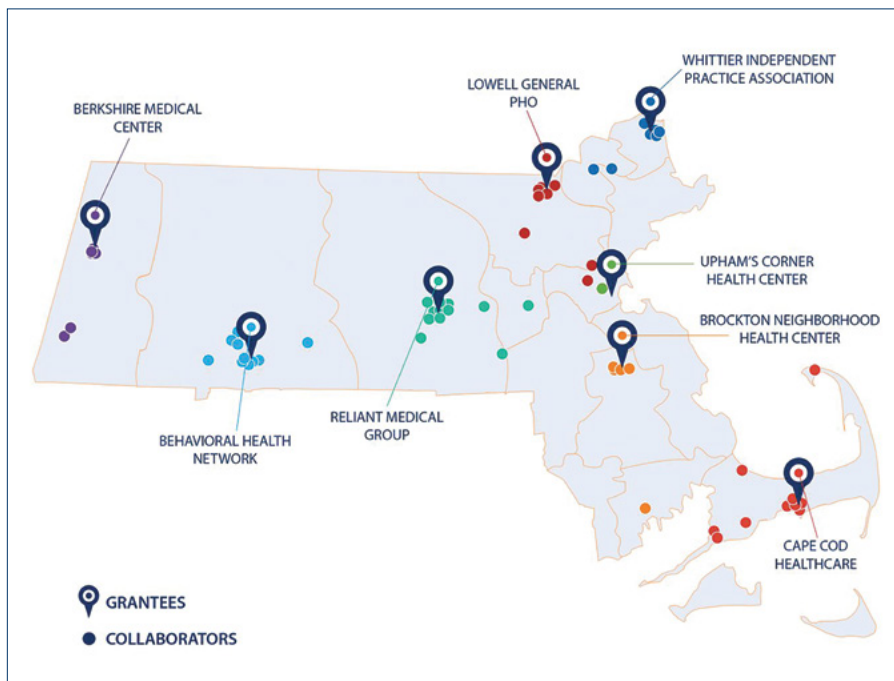 WHITTIER INDEPENDENT
PRACTICE ASSOCIATION
LOWELL GENERAL
PHO
BERKSHIRE MEDICAL
CENTER
UPHAM'S CORNER
HEALTH CENTER
BROCKTON NEIGHBORHOOD
HEALTH CENTER
RELIANT MEDICAL
GROUP
BEHAVIORAL HEALTH
NETWORK
CAPE COD
HEALTHCARE
GRANTEES
COLLABORATORS